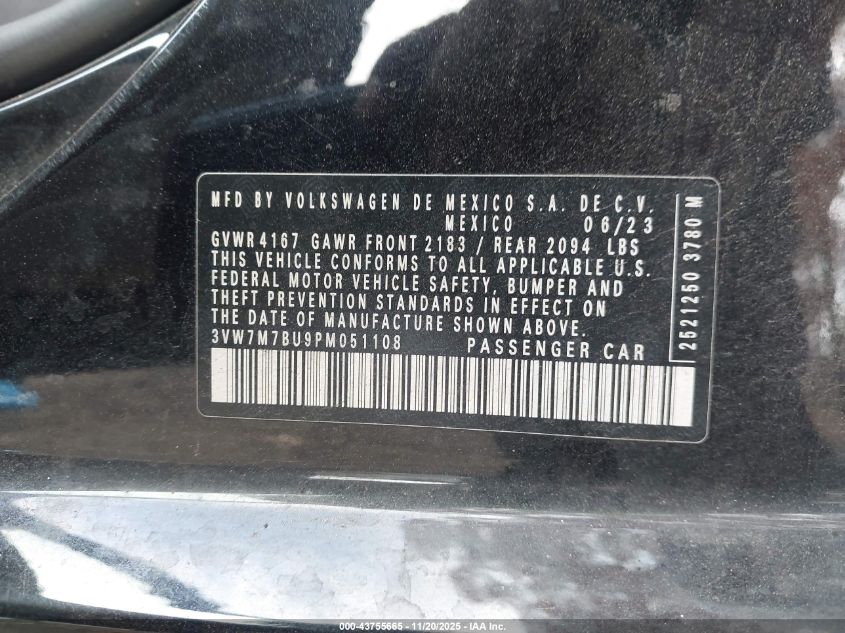 MFD BY VOLKSWAGEN DE MEXICO S.A. DE C.V.
MEXICO 06/23
GVWR 4167 GAWR FRONT 2183 / REAR 2094 LBS
THIS VEHICLE CONFORMS TO ALL APPLICABLE U.S.
FEDERAL MOTOR VEHICLE SAFETY, BUMPER AND
THEFT PREVENTION STANDARDS IN EFFECT ON
THE DATE OF MANUFACTURE SHOWN ABOVE.
3VW7M7BU9PM051108 PASSENGER CAR
2521250 3780 M
000-43755665 - 11/20/2025 - IAA Inc.